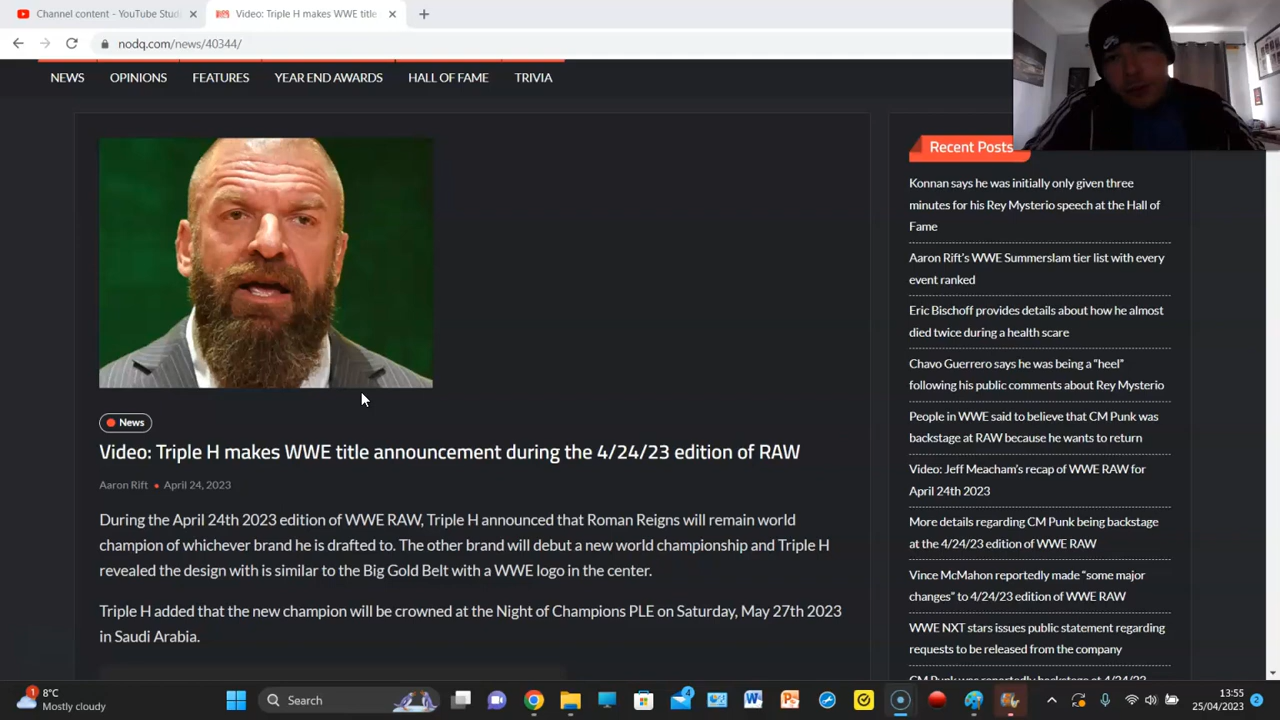 Channel content - YouTube Stud
Video: Triple H makes WWE title
nodq.com/news/40344/
NEWS
OPINIONS
FEATURES
YEAR END AWARDS
HALL OF FAME
TRIVIA
News
Video: Triple H makes WWE title announcement during the 4/24/23 edition of RAW
Aaron Rift • April 24, 2023
During the April 24th 2023 edition of WWE RAW, Triple H announced that Roman Reigns will remain world
champion of whichever brand he is drafted to. The other brand will debut a new world championship and Triple H
revealed the design with is similar to the Big Gold Belt with a WWE logo in the center.
Triple H added that the new champion will be crowned at the Night of Champions PLE on Saturday, May 27th 2023
in Saudi Arabia.
Recent Posts
Konnan says he was initially only given three
minutes for his Rey Mysterio speech at the Hall of
Fame
Aaron Rift's WWE Summerslam tier list with every
event ranked
Eric Bischoff provides details about how he almost
died twice during a health scare
Chavo Guerrero says he was being a “heel”
following his public comments about Rey Mysterio
People in WWE said to believe that CM Punk was
backstage at RAW because he wants to return
Video: Jeff Meacham's recap of WWE RAW for
April 24th 2023
More details regarding CM Punk being backstage
at the 4/24/23 edition of WWE RAW
Vince McMahon reportedly made “some major
changes” to 4/24/23 edition of WWE RAW
WWE NXT stars issues public statement regarding
requests to be released from the company
CM Punk was reportedly backstage at 4/24/23
1
8°C
Mostly cloudy
Search
4
13:55
25/04/2023
2